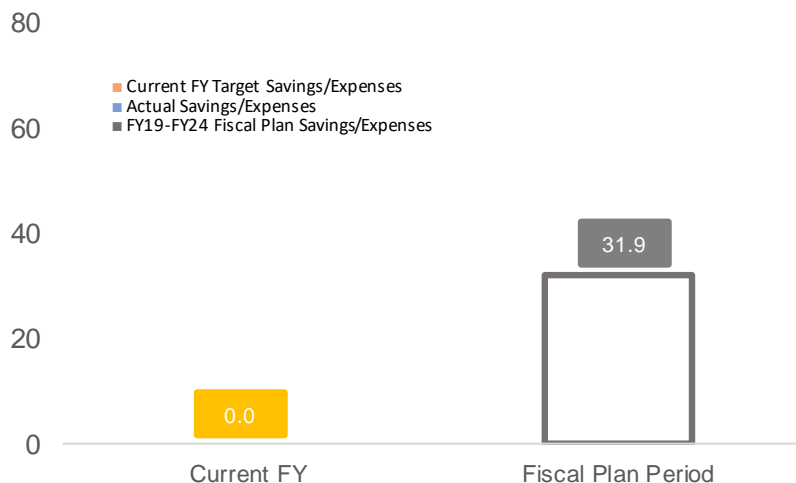 80
Current FY Target Savings/Expenses
Actual Savings/Expenses
FY19-FY24 Fiscal Plan Savings/Expenses
60
40
31.9
20
0.0
0
Current FY
Fiscal Plan Period